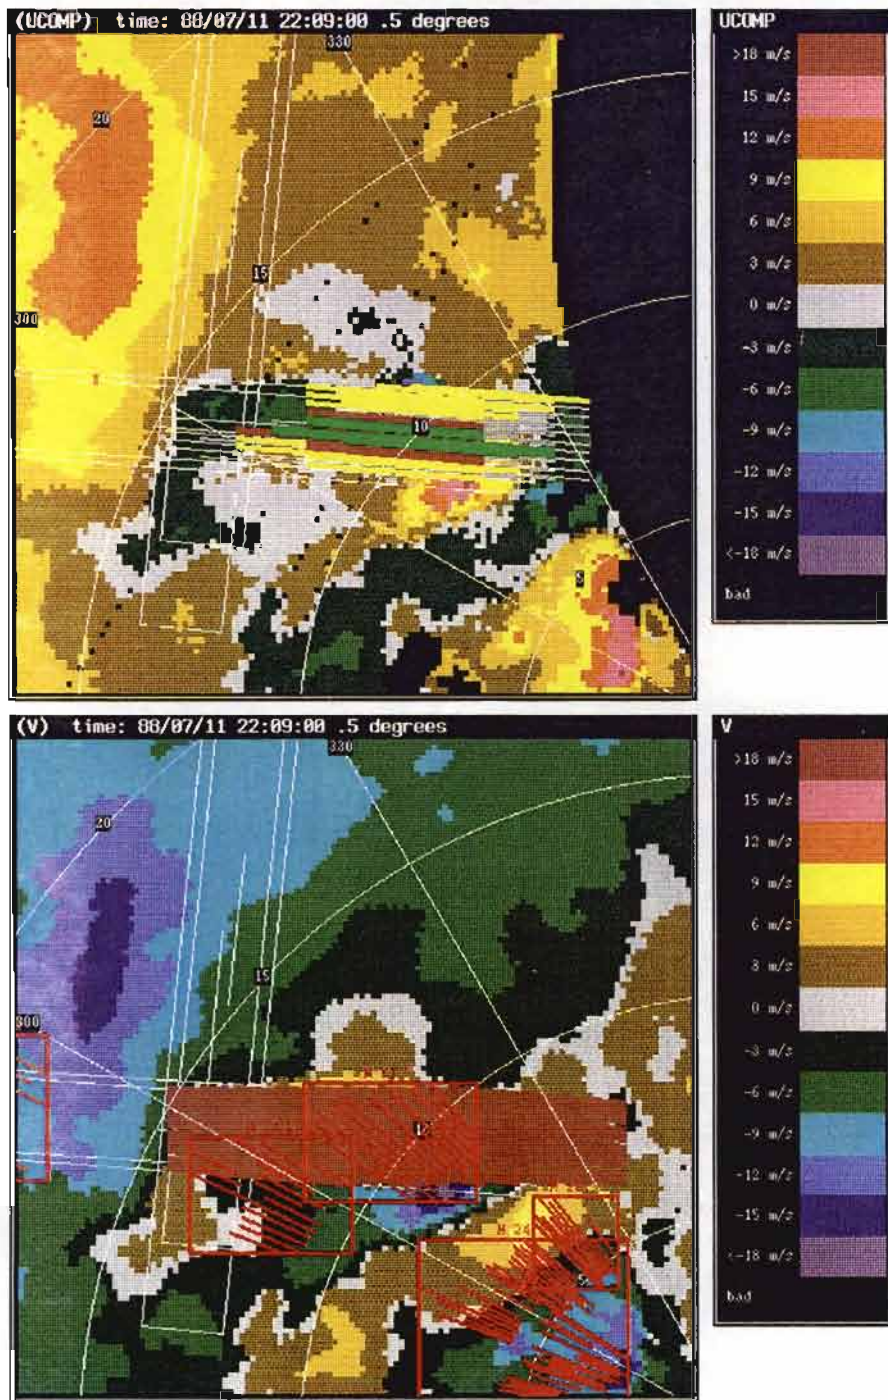 (UCOMP) time: 88/07/11 22:09:00 .5 degrees
330
20
15
300
10
5
UCOMP
>18 m/s
15 m/s
12 m/s
9 m/s
6 m/s
3 m/s
0 m/s
-3 m/s
-6 m/s
-9 m/s
-12 m/s
-15 m/s
<-18 m/s
bad
(V) time: 88/07/11 22:09:00 .5 degrees
330
20
15
300
M 24
V
>18 m/s
15 m/s
12 m/s
9 m/s
6 m/s
3 m/s
0 m/s
-3 m/s
-6 m/s
-9 m/s
-12 m/s
-15 m/s
<-18 m/s
bad